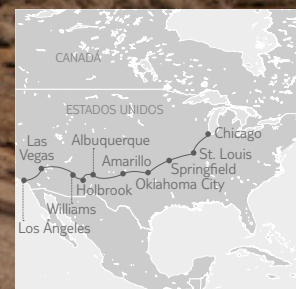 CANADÁ
ESTADOS UNIDOS
Chicago
Las
Vegas
Albuquerque
St. Louis
Amarillo
Springfield
Oklahoma City
Holbrook
Williams
Los Ángeles